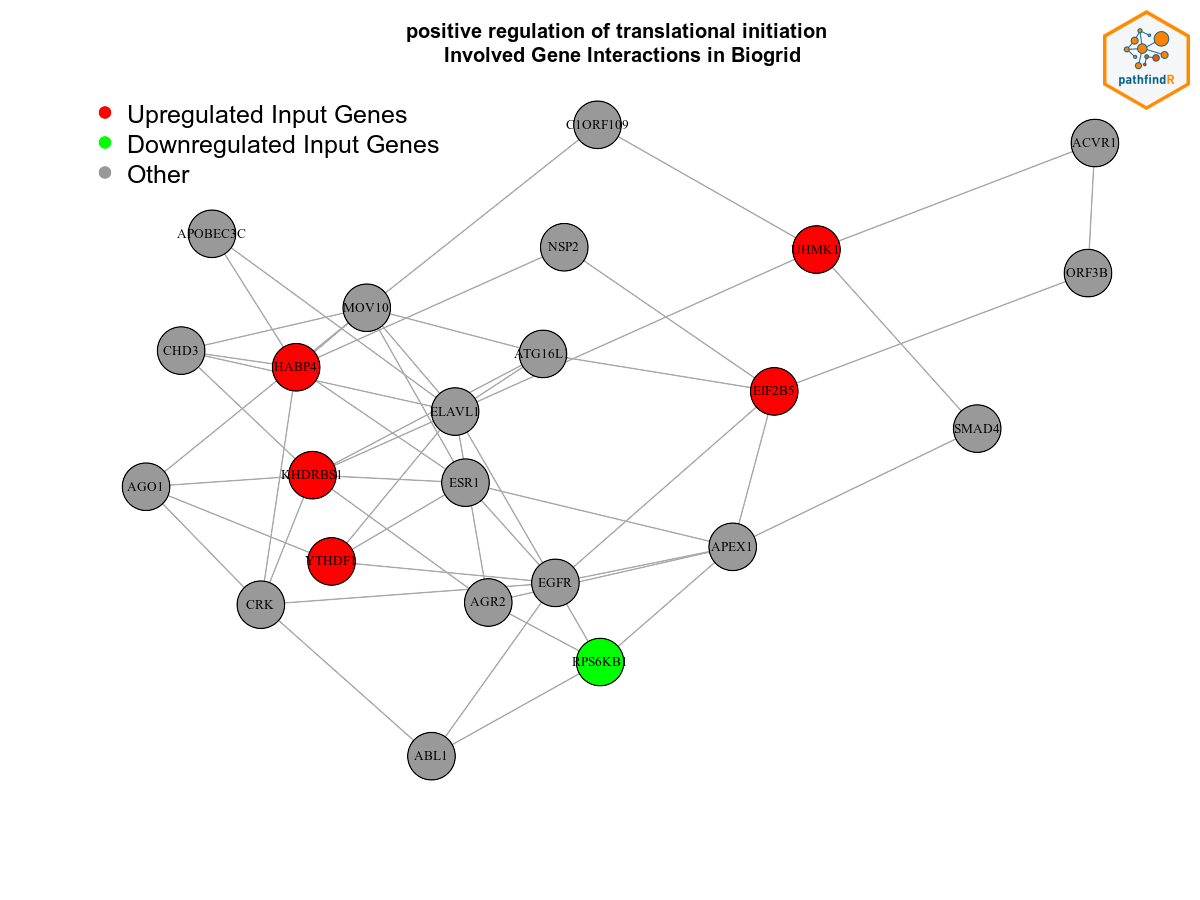 positive regulation of translational initiation
Involved Gene Interactions in Biogrid
pathfindR
Upregulated Input Genes
Downregulated Input Genes
Other
C1ORF109
ACVR1
APOBEC3C
NSP2
UHMK1
ORF3B
MOV10
CHD3
ATG16L
HABP4
EIF2B5
ELAVL1
SMAD4
KHDRBS1
AGO1
ESR1
APEX1
YTHDF1
EGFR
CRK
AGR2
RPS6KB1
ABL1